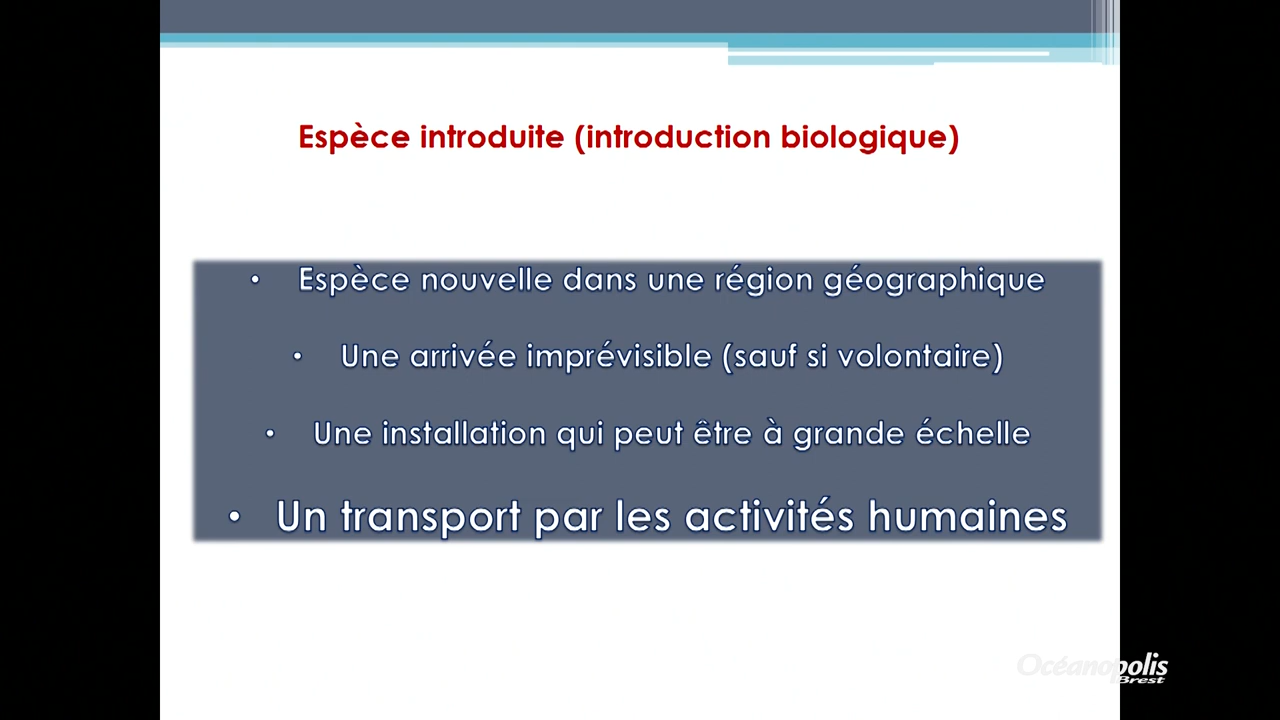 Espèce introduite (introduction biologique)
• Espèce nouvelle dans une région géographique
• Une arrivée imprévisible (sauf si volontaire)
• Une installation qui peut être à grande échelle
• Un transport par les activités humaines
Océanopolis
Brest